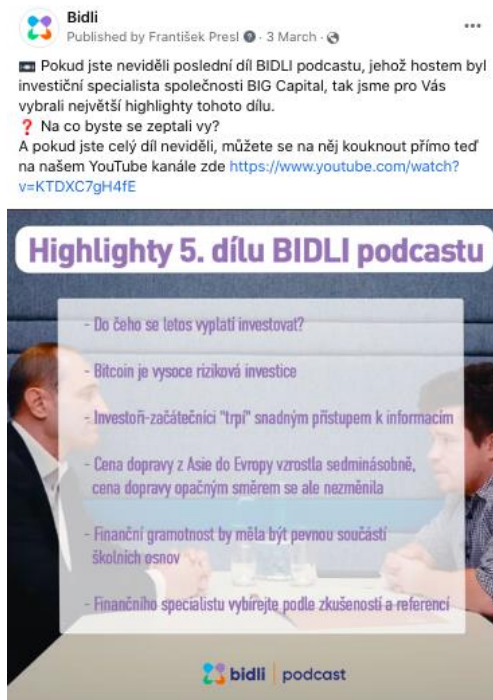 Bidli
Published by František Presl · 3 March ·
Pokud jste neviděli poslední díl BIDLI podcastu, jehož hostem byl
investiční specialista společnosti BIG Capital, tak jsme pro Vás
vybrali největší highlighty tohoto dílu.
❓ Na co byste se zeptali vy?
A pokud jste celý díl neviděli, můžete se na něj kouknout přímo teď
na našem YouTube kanále zde https://www.youtube.com/watch?
v=KTDXC7gH4fE
Highlighty 5. dílu BIDLI podcastu
- Do čeho se letos vyplatí investovat?
- Bitcoin je vysoce riziková investice
- Investoři-začátečníci "trpí" snadným přístupem k informacím
- Cena dopravy z Asie do Evropy vzrostla sedminásobně,
cena dopravy opačným směrem se ale nezměnila
- Finanční gramotnost by měla být pevnou součástí
školních osnov
- Finančního specialistu vybírejte podle zkušeností a referencí
bidli | podcast